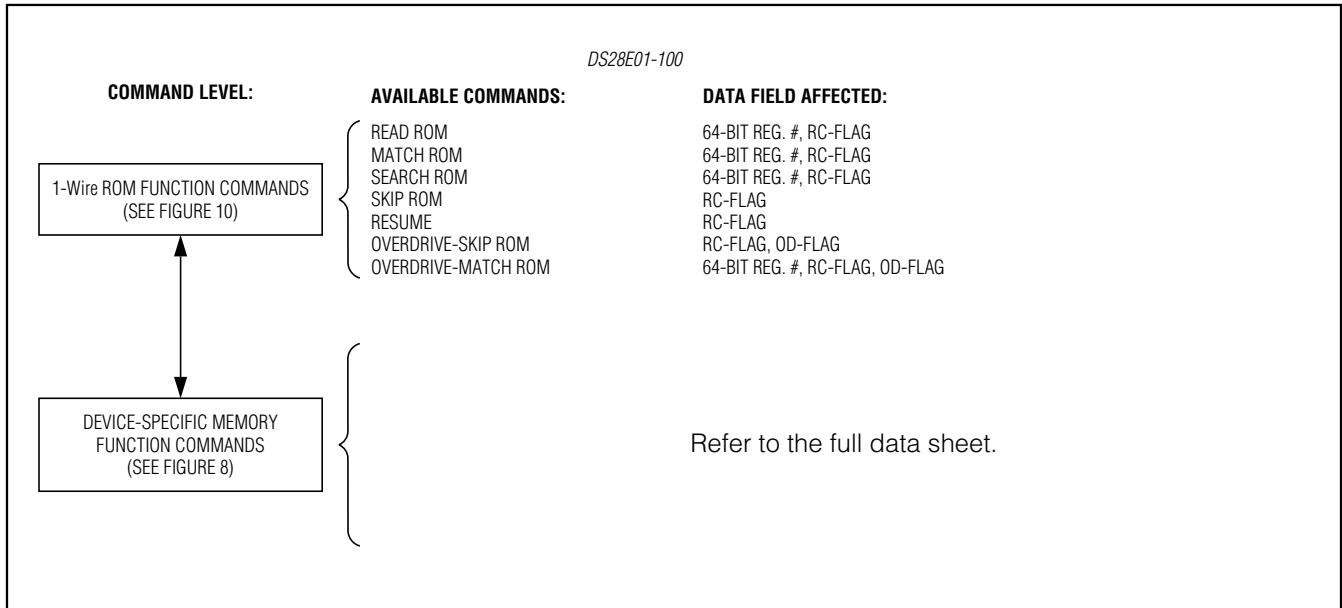 DS28E01-100
COMMAND LEVEL: AVAILABLE COMMANDS: DATA FIELD AFFECTED:
1-Wire ROM FUNCTION COMMANDS
(SEE FIGURE 10)
READ ROM 64-BIT REG. #, RC-FLAG
MATCH ROM 64-BIT REG. #, RC-FLAG
SEARCH ROM 64-BIT REG. #, RC-FLAG
SKIP ROM RC-FLAG
RESUME RC-FLAG
OVERDRIVE-SKIP ROM RC-FLAG, OD-FLAG
OVERDRIVE-MATCH ROM 64-BIT REG. #, RC-FLAG, OD-FLAG
DEVICE-SPECIFIC MEMORY
FUNCTION COMMANDS
(SEE FIGURE 8)
Refer to the full data sheet.